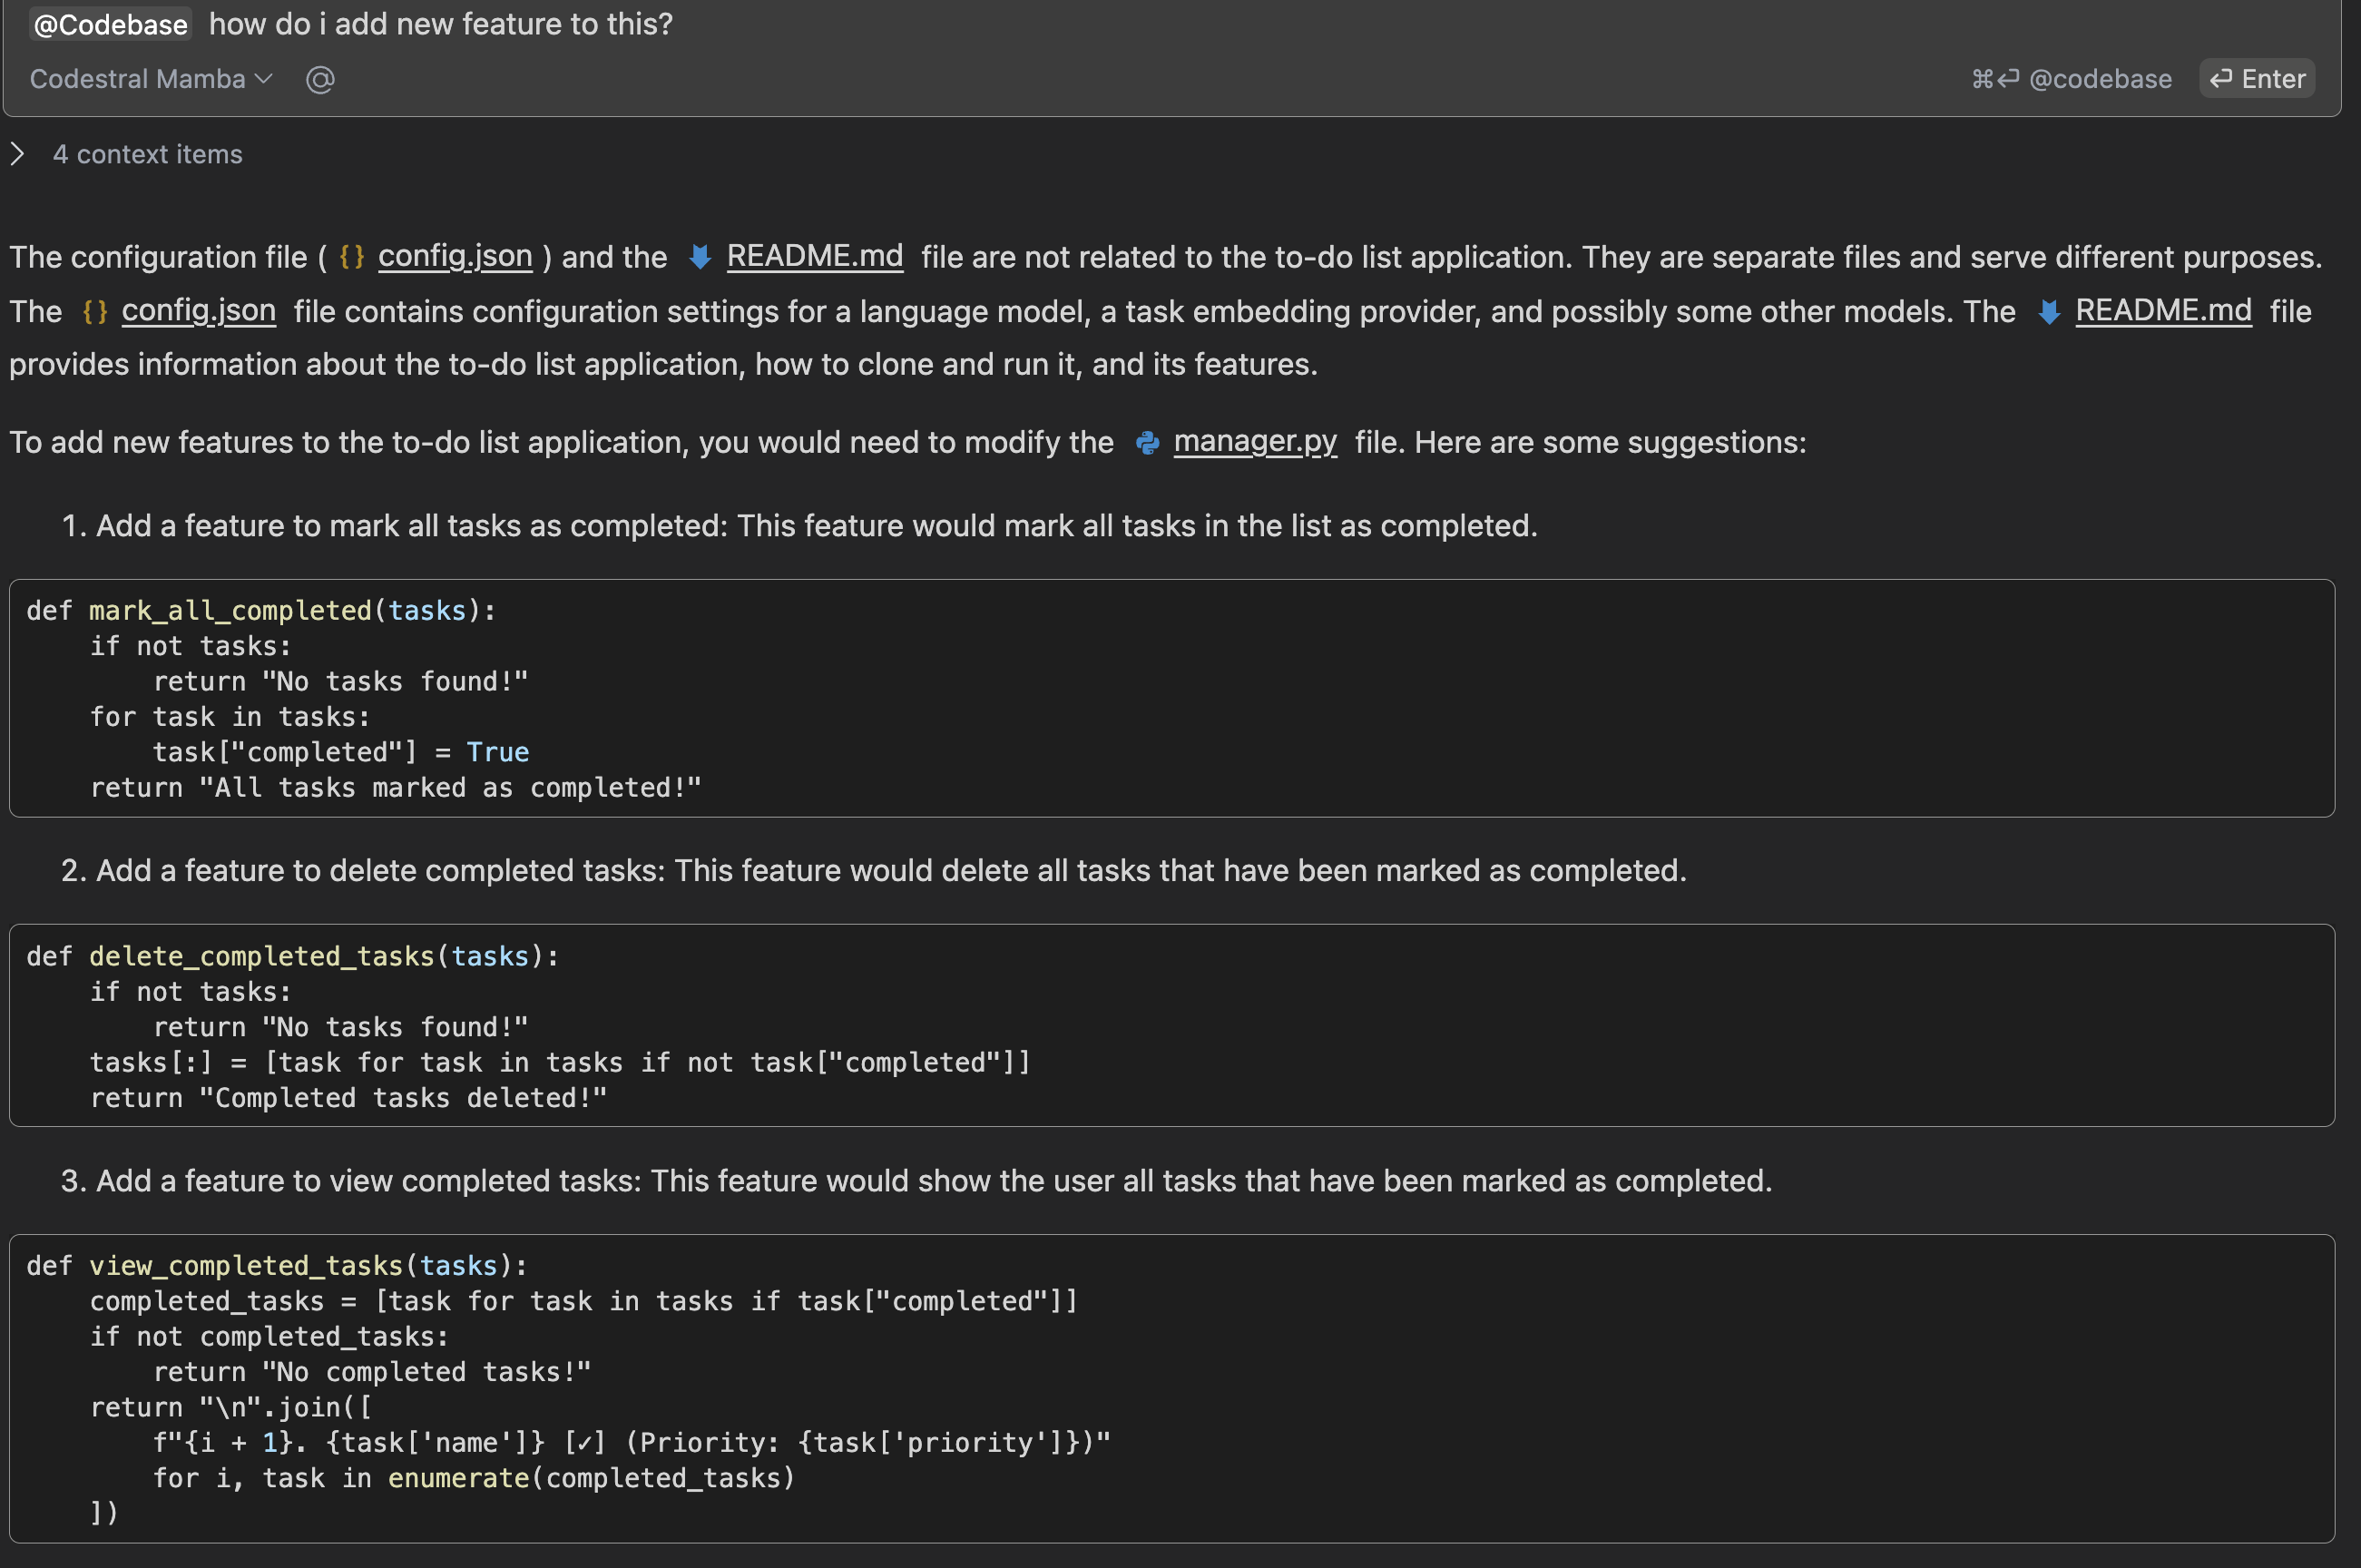 @Codebase how do i add new feature to this?
Codestral Mamba @ ⌘⏎ @codebase ⏎ Enter
4 context items
The configuration file ( {} config.json ) and the README.md file are not related to the to-do list application. They are separate files and serve different purposes.
The {} config.json file contains configuration settings for a language model, a task embedding provider, and possibly some other models. The README.md file
provides information about the to-do list application, how to clone and run it, and its features.
To add new features to the to-do list application, you would need to modify the manager.py file. Here are some suggestions:
1. Add a feature to mark all tasks as completed: This feature would mark all tasks in the list as completed.
def mark_all_completed(tasks):
    if not tasks:
        return "No tasks found!"
    for task in tasks:
        task["completed"] = True
    return "All tasks marked as completed!"
2. Add a feature to delete completed tasks: This feature would delete all tasks that have been marked as completed.
def delete_completed_tasks(tasks):
    if not tasks:
        return "No tasks found!"
    tasks[:] = [task for task in tasks if not task["completed"]]
    return "Completed tasks deleted!"
3. Add a feature to view completed tasks: This feature would show the user all tasks that have been marked as completed.
def view_completed_tasks(tasks):
    completed_tasks = [task for task in tasks if task["completed"]]
    if not completed_tasks:
        return "No completed tasks!"
    return "\n".join([
        f"{i + 1}. {task['name']} [✓] (Priority: {task['priority']})"
        for i, task in enumerate(completed_tasks)
    ])